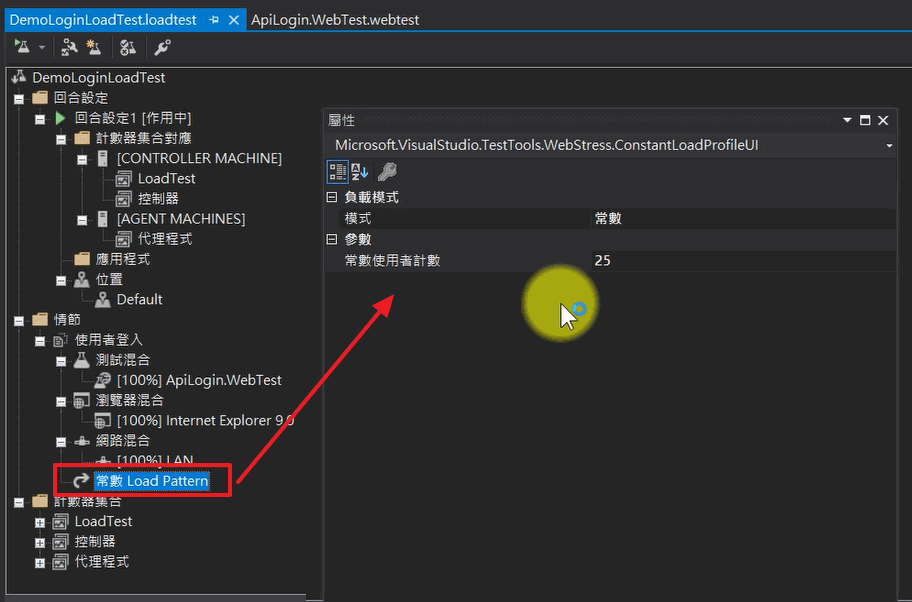 DemoLoginLoadTest.loadtest
ApiLogin.WebTest.webtest
DemoLoginLoadTest
回合設定
回合設定1 [作用中]
計數器集合對應
[CONTROLLER MACHINE]
LoadTest
控制器
[AGENT MACHINES]
代理程式
應用程式
位置
Default
情節
使用者登入
測試混合
[100%] ApiLogin.WebTest
瀏覽器混合
[100%] Internet Explorer 9.0
網路混合
[100%] LAN
常數 Load Pattern
計數器集合
LoadTest
控制器
代理程式
屬性
Microsoft.VisualStudio.TestTools.WebStress.ConstantLoadProfileUI
負載模式
模式 常數
參數
常數使用者計數 25